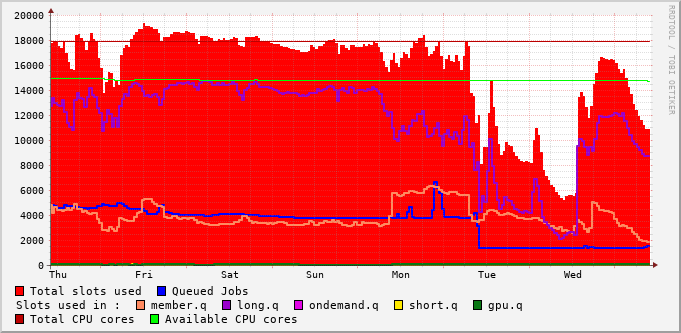 20000
18000
16000
14000
12000
10000
8000
6000
4000
2000
0
Thu Fri Sat Sun Mon Tue Wed
Total slots used Queued Jobs
Slots used in : member.q long.q ondemand.q short.q gpu.q
Total CPU cores Available CPU cores
RRDTOOL / TOBI OETIKER